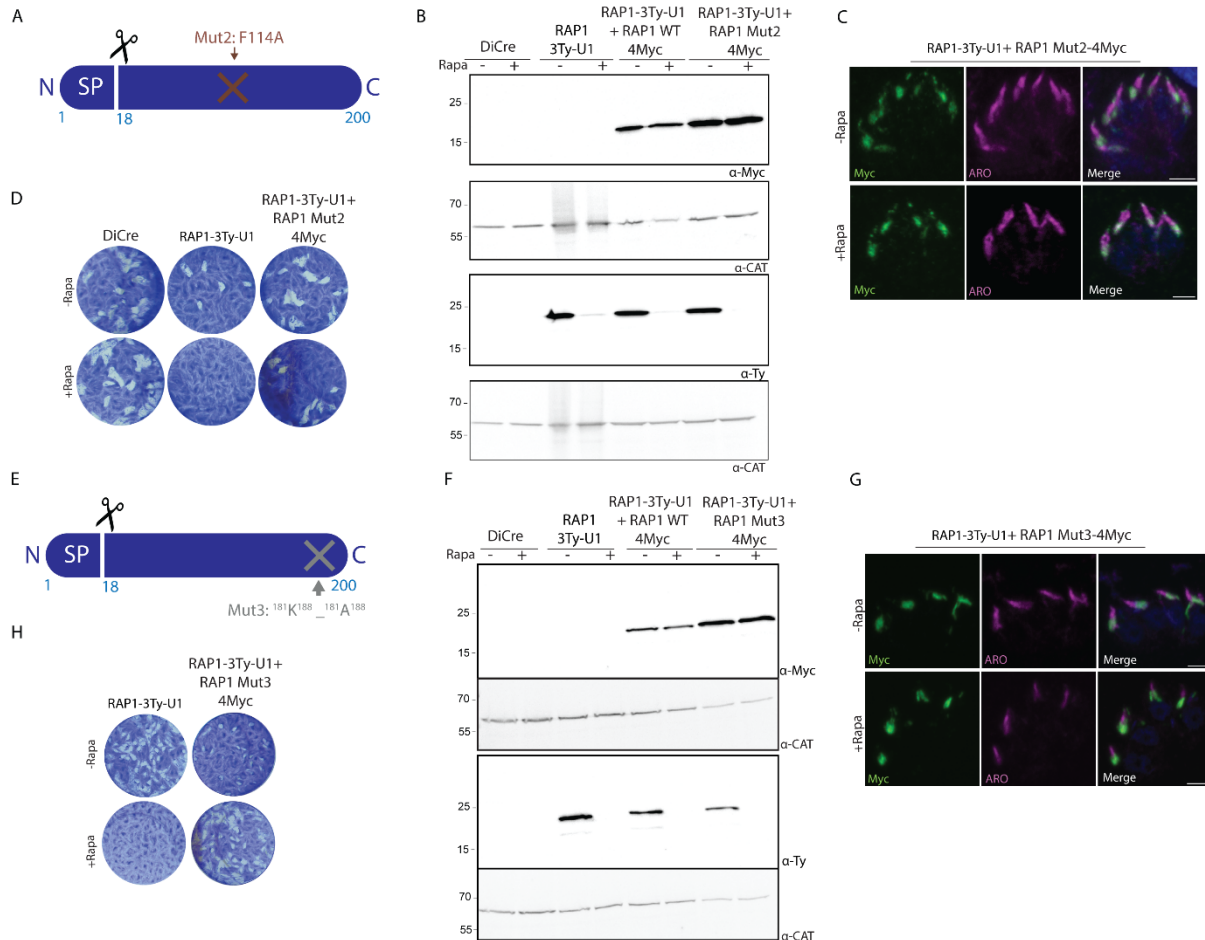 A
Mut2: F114A
N
SP
C
1
18
200
B
DiCre
RAP1
3Ty-U1
RAP1-3Ty-U1
+ RAP1 WT
4Myc
RAP1-3Ty-U1+
RAP1 Mut2
4Myc
Rapa
- + - + - + - +
25
15
α-Myc
70
55
α-CAT
25
15
α-Ty
70
55
α-CAT
C
RAP1-3Ty-U1+ RAP1 Mut2-4Myc
-Rapa
Myc
ARO
Merge
+Rapa
Myc
ARO
Merge
D
DiCre
RAP1-3Ty-U1
RAP1-3Ty-U1+
RAP1 Mut2
4Myc
-Rapa
+Rapa
E
N
SP
C
1
18
200
Mut3: ¹⁸¹K¹⁸⁸_¹⁸¹A¹⁸⁸
F
DiCre
RAP1
3Ty-U1
RAP1-3Ty-U1
+ RAP1 WT
4Myc
RAP1-3Ty-U1+
RAP1 Mut3
4Myc
Rapa
- + - + - + - +
25
15
α-Myc
70
55
α-CAT
25
15
α-Ty
70
55
α-CAT
G
RAP1-3Ty-U1+ RAP1 Mut3-4Myc
-Rapa
Myc
ARO
Merge
+Rapa
Myc
ARO
Merge
H
RAP1-3Ty-U1
RAP1-3Ty-U1+
RAP1 Mut3
4Myc
-Rapa
+Rapa